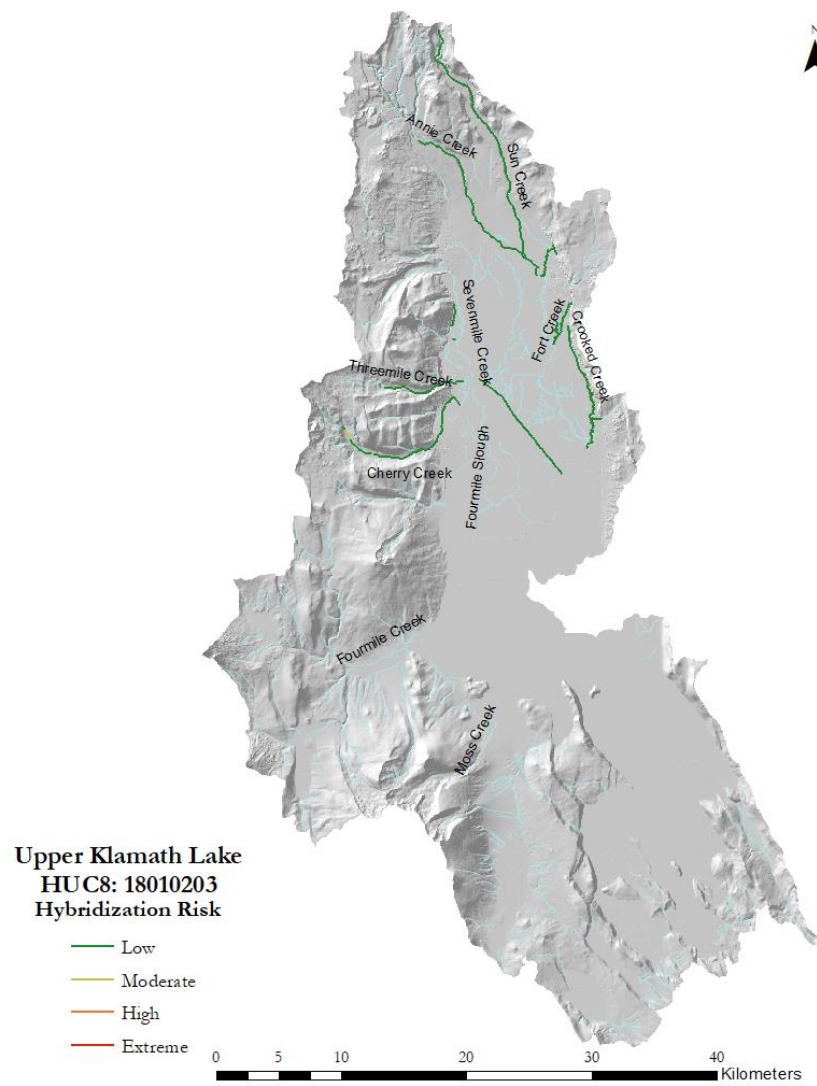 N
Annie Creek
Sun Creek
Sevenmile Creek
Fort Creek
Crooked Creek
Threemile Creek
Cherry Creek
Fourmile Slough
Fourmile Creek
Moss Creek
Upper Klamath Lake
HUC8: 18010203
Hybridization Risk
Low
Moderate
High
Extreme
0 5 10 20 30 40
Kilometers